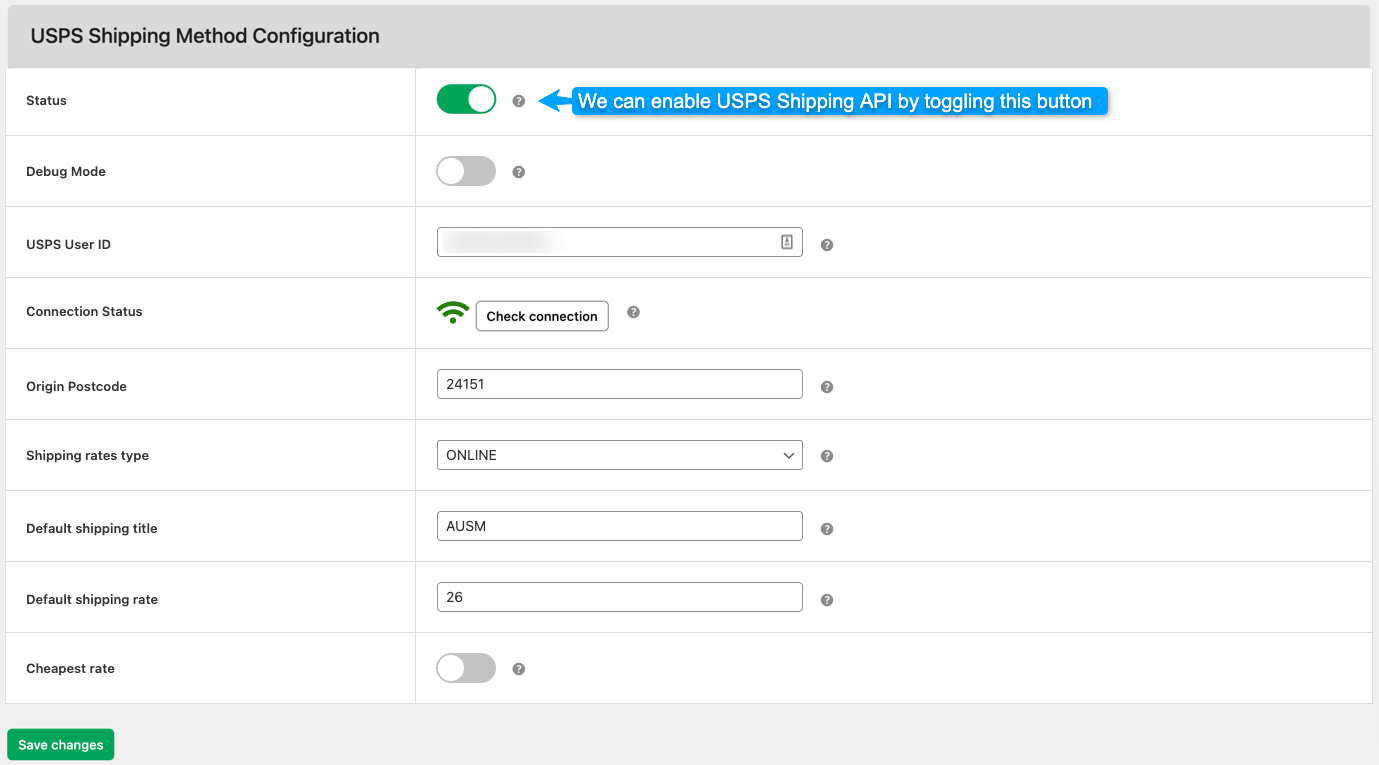 USPS Shipping Method Configuration
Status
We can enable USPS Shipping API by toggling this button
Debug Mode
USPS User ID
Connection Status
Check connection
Origin Postcode
24151
Shipping rates type
ONLINE
Default shipping title
AUSM
Default shipping rate
26
Cheapest rate
Save changes